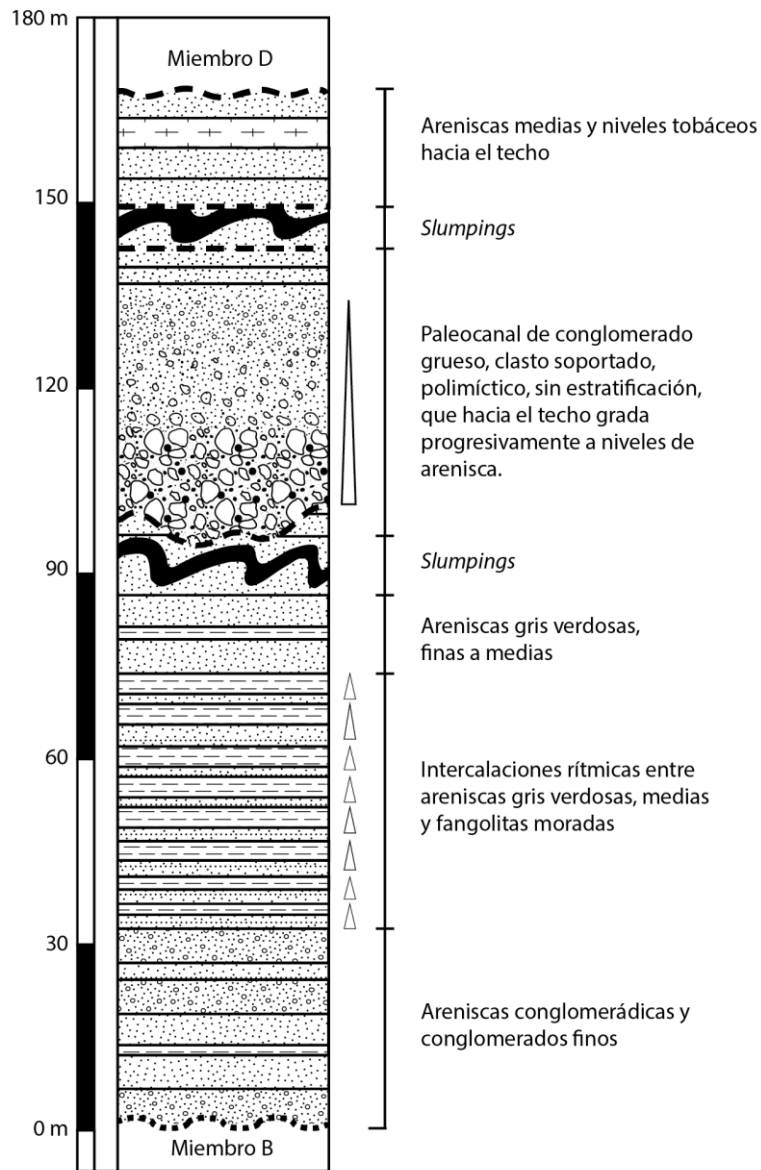 180 m
Miembro D
Areniscas medias y niveles tobáceos
hacia el techo
150
Slumpings
Paleocanal de conglomerado
grueso, clasto soportado,
polimíctico, sin estratificación,
que hacia el techo grada
progresivamente a niveles de
arenisca.
120
Slumpings
90
Areniscas gris verdosas,
finas a medias
60
Intercalaciones rítmicas entre
areniscas gris verdosas, medias
y fangolitas moradas
30
Areniscas conglomerádicas y
conglomerados finos
0 m
Miembro B